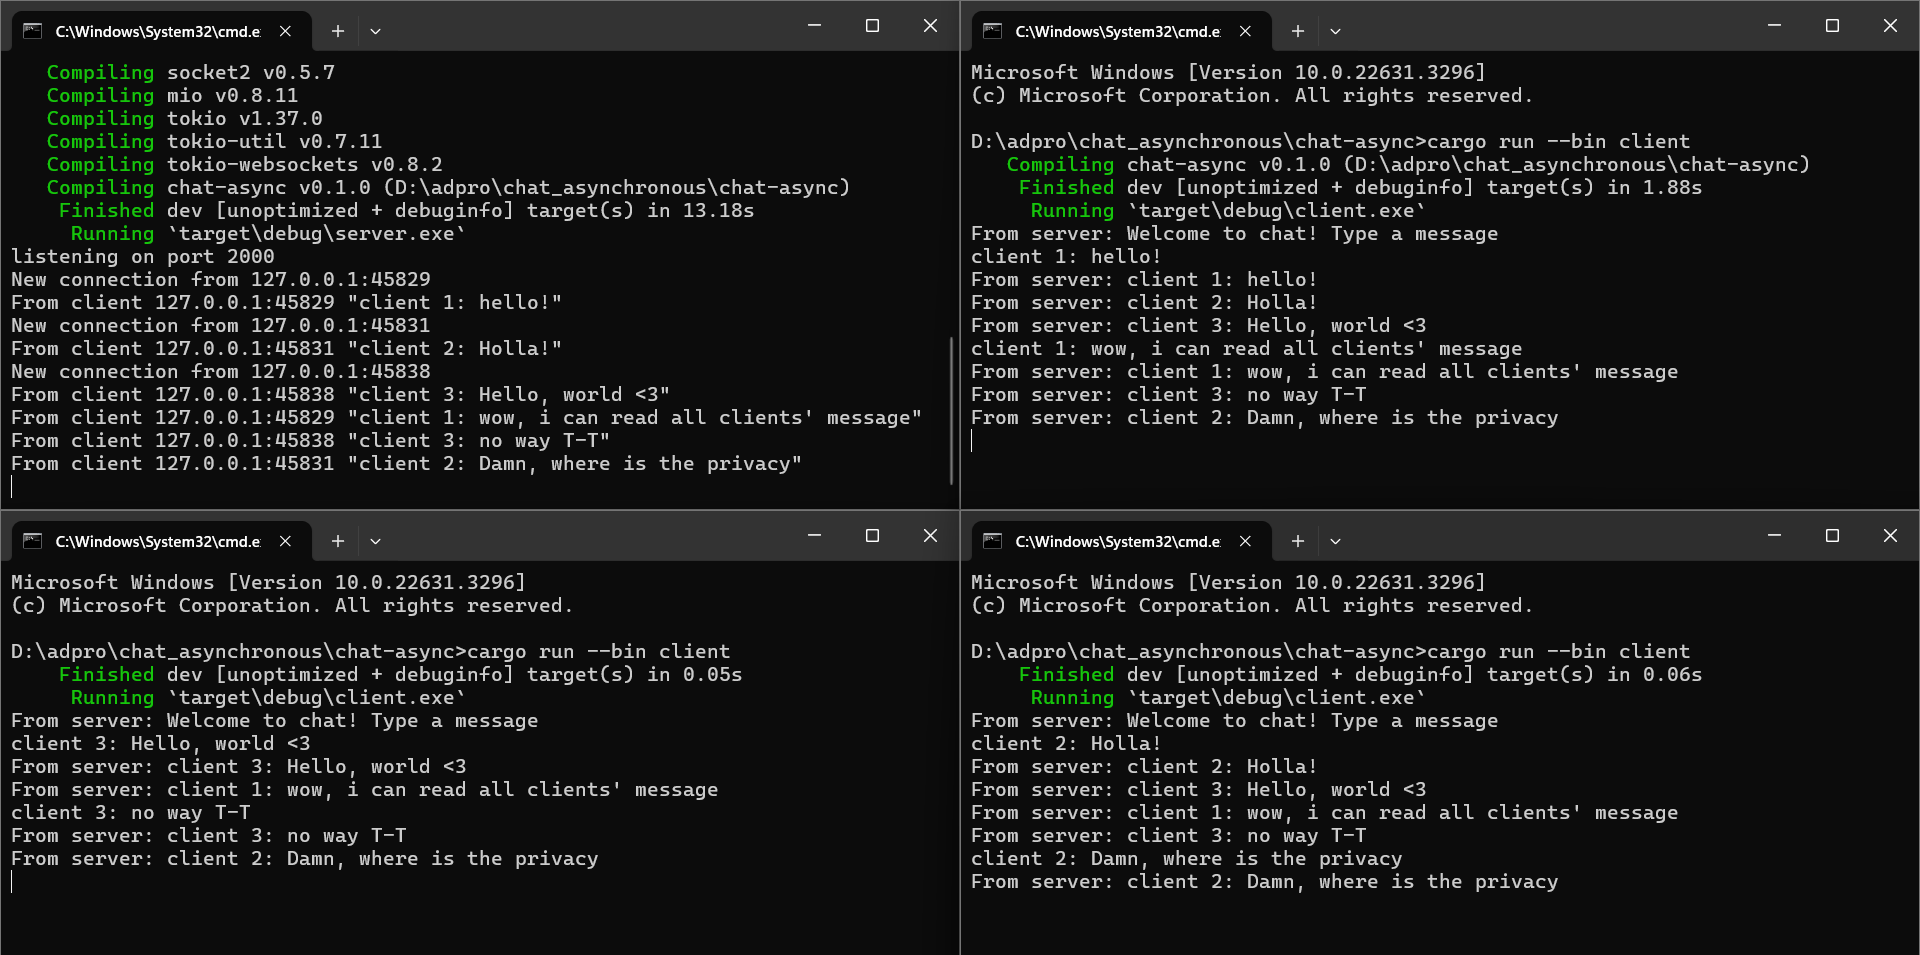 C:\Windows\System32\cmd.e
Compiling socket2 v0.5.7
Compiling mio v0.8.11
Compiling tokio v1.37.0
Compiling tokio-util v0.7.11
Compiling tokio-websockets v0.8.2
Compiling chat-async v0.1.0 (D:\adpro\chat_asynchronous\chat-async)
Finished dev [unoptimized + debuginfo] target(s) in 13.18s
Running `target\debug\server.exe`
listening on port 2000
New connection from 127.0.0.1:45829
From client 127.0.0.1:45829 "client 1: hello!"
New connection from 127.0.0.1:45831
From client 127.0.0.1:45831 "client 2: Holla!"
New connection from 127.0.0.1:45838
From client 127.0.0.1:45838 "client 3: Hello, world <3"
From client 127.0.0.1:45829 "client 1: wow, i can read all clients' message"
From client 127.0.0.1:45838 "client 3: no way T-T"
From client 127.0.0.1:45831 "client 2: Damn, where is the privacy"
C:\Windows\System32\cmd.e
Microsoft Windows [Version 10.0.22631.3296]
(c) Microsoft Corporation. All rights reserved.
D:\adpro\chat_asynchronous\chat-async>cargo run --bin client
Compiling chat-async v0.1.0 (D:\adpro\chat_asynchronous\chat-async)
Finished dev [unoptimized + debuginfo] target(s) in 1.88s
Running `target\debug\client.exe`
From server: Welcome to chat! Type a message
client 1: hello!
From server: client 1: hello!
From server: client 2: Holla!
From server: client 3: Hello, world <3
client 1: wow, i can read all clients' message
From server: client 1: wow, i can read all clients' message
From server: client 3: no way T-T
From server: client 2: Damn, where is the privacy
C:\Windows\System32\cmd.e
Microsoft Windows [Version 10.0.22631.3296]
(c) Microsoft Corporation. All rights reserved.
D:\adpro\chat_asynchronous\chat-async>cargo run --bin client
Finished dev [unoptimized + debuginfo] target(s) in 0.05s
Running `target\debug\client.exe`
From server: Welcome to chat! Type a message
client 3: Hello, world <3
From server: client 3: Hello, world <3
From server: client 1: wow, i can read all clients' message
client 3: no way T-T
From server: client 3: no way T-T
From server: client 2: Damn, where is the privacy
C:\Windows\System32\cmd.e
Microsoft Windows [Version 10.0.22631.3296]
(c) Microsoft Corporation. All rights reserved.
D:\adpro\chat_asynchronous\chat-async>cargo run --bin client
Finished dev [unoptimized + debuginfo] target(s) in 0.06s
Running `target\debug\client.exe`
From server: Welcome to chat! Type a message
client 2: Holla!
From server: client 2: Holla!
From server: client 3: Hello, world <3
From server: client 1: wow, i can read all clients' message
From server: client 3: no way T-T
client 2: Damn, where is the privacy
From server: client 2: Damn, where is the privacy